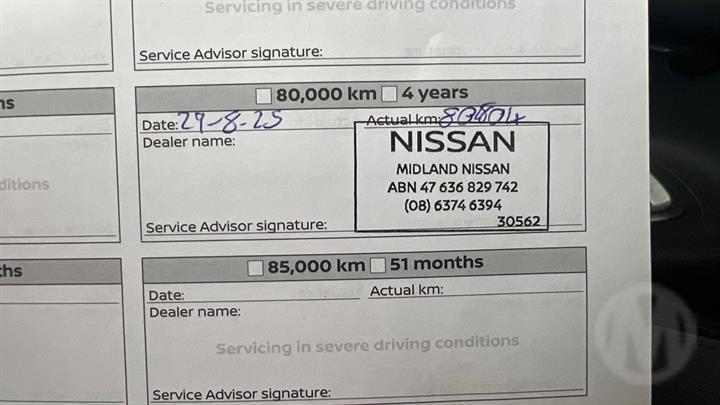 Servicing in severe driving conditions
Service Advisor signature:
ns
80,000 km 4 years
Date: 29-8-25 Actual km:
Dealer name:
NISSAN
MIDLAND NISSAN
ABN 47 636 829 742
(08) 6374 6394
30562
ditions
Service Advisor signature:
ths
85,000 km 51 months
Date: Actual km:
Dealer name:
Servicing in severe driving conditions
Service Advisor signature:
M